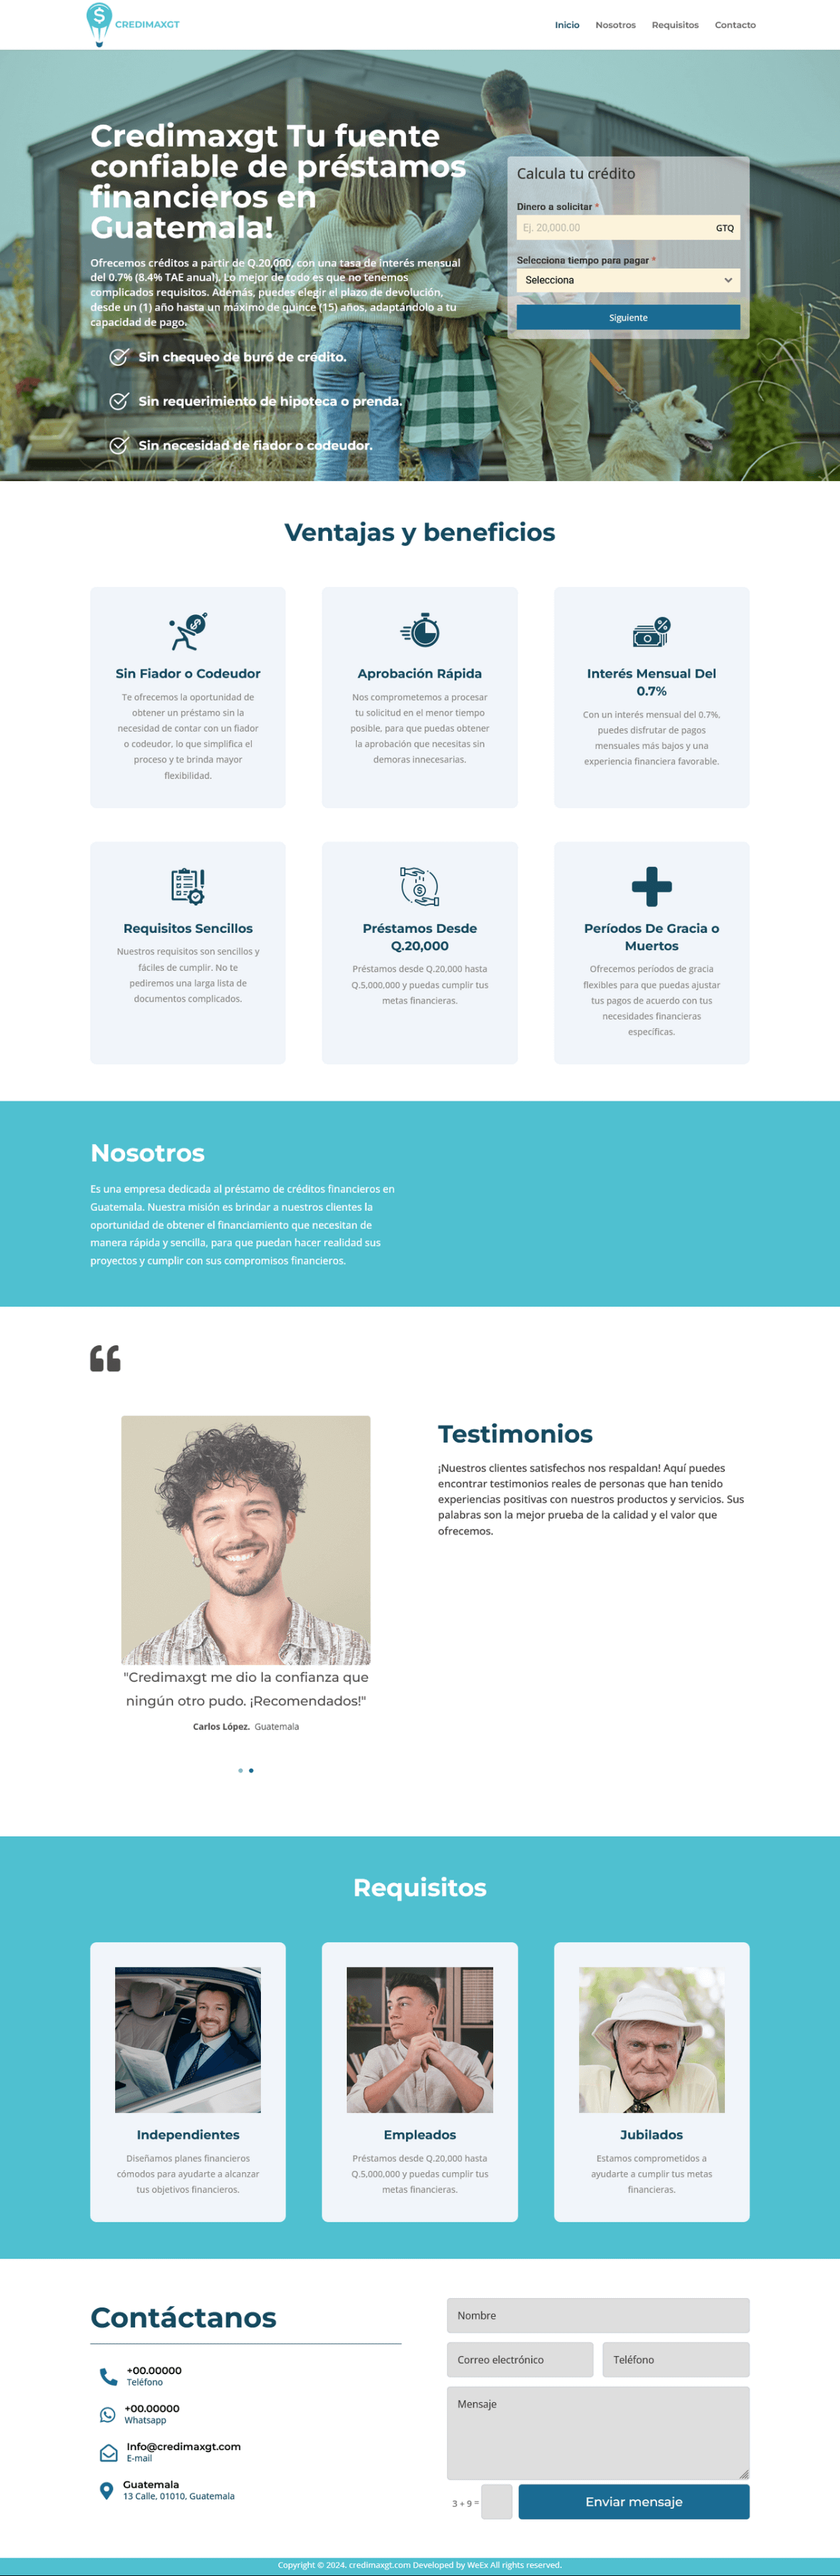 CREDIMAXGT
Inicio
Nosotros
Requisitos
Contacto
Credimaxgt Tu fuente
confiable de préstamos
financieros en
Guatemala!
Ofrecemos créditos a partir de Q.20,000, con una tasa de interés mensual
del 0.7% (8.4% TAE anual). Lo mejor de todo es que no tenemos
complicados requisitos. Además, puedes elegir el plazo de devolución,
desde un (1) año hasta un máximo de quince (15) años, adaptándolo a tu
capacidad de pago.
Sin chequeo de buró de crédito.
Sin requerimiento de hipoteca o prenda.
Sin necesidad de fiador o codeudor.
Calcula tu crédito
Dinero a solicitar *
Ej. 20,000.00
GTQ
Selecciona tiempo para pagar *
Selecciona
Siguiente
Ventajas y beneficios
Sin Fiador o Codeudor
Te ofrecemos la oportunidad de
obtener un préstamo sin la
necesidad de contar con un fiador
o codeudor, lo que simplifica el
proceso y te brinda mayor
flexibilidad.
Aprobación Rápida
Nos comprometemos a procesar
tu solicitud en el menor tiempo
posible, para que puedas obtener
la aprobación que necesitas sin
demoras innecesarias.
Interés Mensual Del
0.7%
Con un interés mensual del 0.7%,
puedes disfrutar de pagos
mensuales más bajos y una
experiencia financiera favorable.
Requisitos Sencillos
Nuestros requisitos son sencillos y
fáciles de cumplir. No te
pediremos una larga lista de
documentos complicados.
Préstamos Desde
Q.20,000
Préstamos desde Q.20,000 hasta
Q.5,000,000 y puedas cumplir tus
metas financieras.
Períodos De Gracia o
Muertos
Ofrecemos períodos de gracia
flexibles para que puedas ajustar
tus pagos de acuerdo con tus
necesidades financieras
específicas.
Nosotros
Es una empresa dedicada al préstamo de créditos financieros en
Guatemala. Nuestra misión es brindar a nuestros clientes la
oportunidad de obtener el financiamiento que necesitan de
manera rápida y sencilla, para que puedan hacer realidad sus
proyectos y cumplir con sus compromisos financieros.
"Credimaxgt me dio la confianza que
ningún otro pudo. ¡Recomendados!"
Carlos López. Guatemala
Testimonios
¡Nuestros clientes satisfechos nos respaldan! Aquí puedes
encontrar testimonios reales de personas que han tenido
experiencias positivas con nuestros productos y servicios. Sus
palabras son la mejor prueba de la calidad y el valor que
ofrecemos.
Requisitos
Independientes
Diseñamos planes financieros
cómodos para ayudarte a alcanzar
tus objetivos financieros.
Empleados
Préstamos desde Q.20,000 hasta
Q.5,000,000 y puedas cumplir tus
metas financieras.
Jubilados
Estamos comprometidos a
ayudarte a cumplir tus metas
financieras.
Contáctanos
+00.00000
Teléfono
+00.00000
Whatsapp
Info@credimaxgt.com
E-mail
Guatemala
13 Calle, 01010, Guatemala
Nombre
Correo electrónico
Teléfono
Mensaje
3 + 9 =
Enviar mensaje
Copyright © 2024. credimaxgt.com Developed by WeEx All rights reserved.